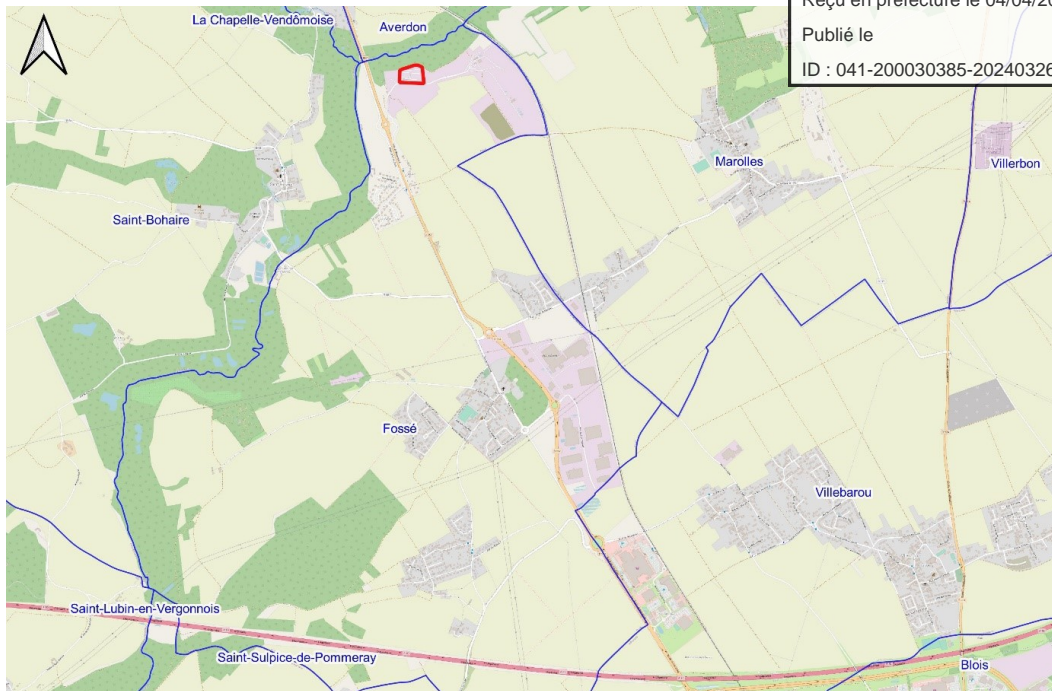 Reçu en préfecture le 04/04/20
Publié le
ID : 041-200030385-20240326
La Chapelle-Vendômoise
Averdon
Marolles
Villerbon
Saint-Bohaire
Fossé
Villebarou
Saint-Lubin-en-Vergonnois
Saint-Sulpice-de-Pommeray
Blois